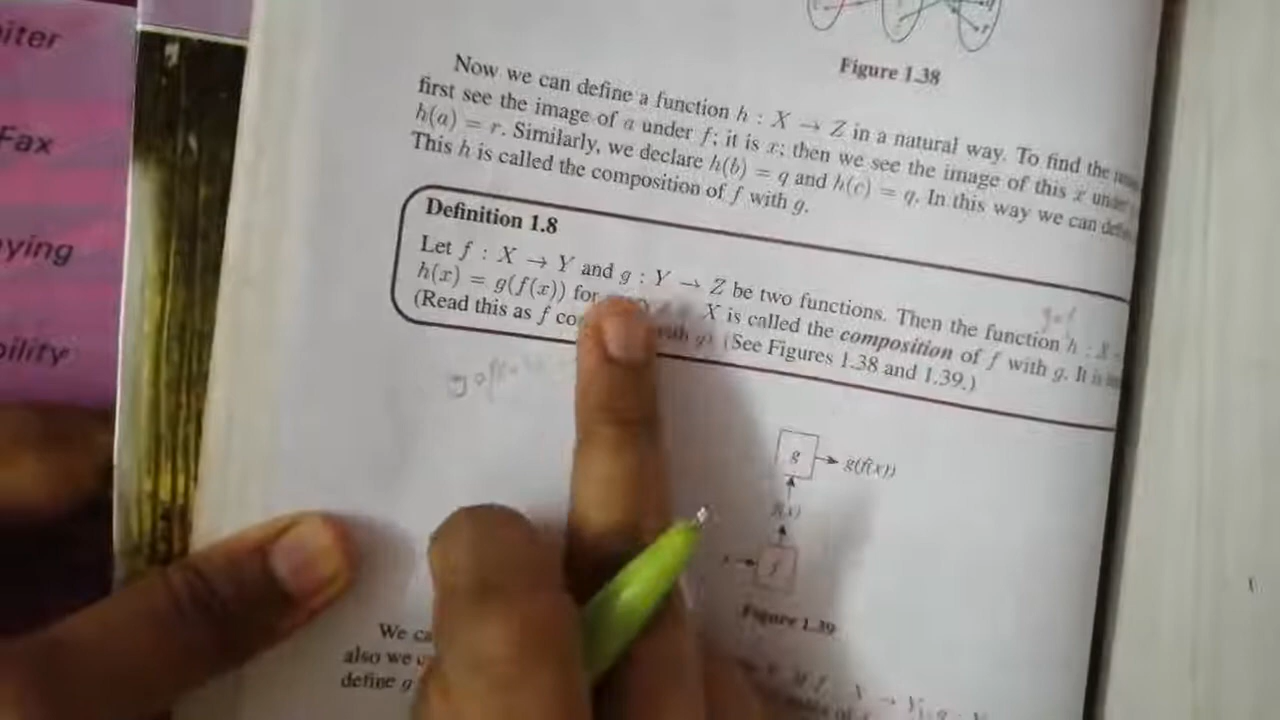 iter
Fax
ying
ility
Figure 1.38
Now we can define a function h : X → Z in a natural way. To find the
first see the image of a under f; it is x; then we see the image of this x under
h(a) = r. Similarly, we declare h(b) = q and h(c) = q. In this way we can
This h is called the composition of f with g.
Definition 1.8
Let f : X → Y and g : Y → Z be two functions. Then the function h : X
h(x) = g(f(x)) for X is called the composition of f with g. It is
(Read this as f co with g). (See Figures 1.38 and 1.39.)
g
g(f(x))
f(x)
x
f
Figure 1.39
We ca
also we
define g